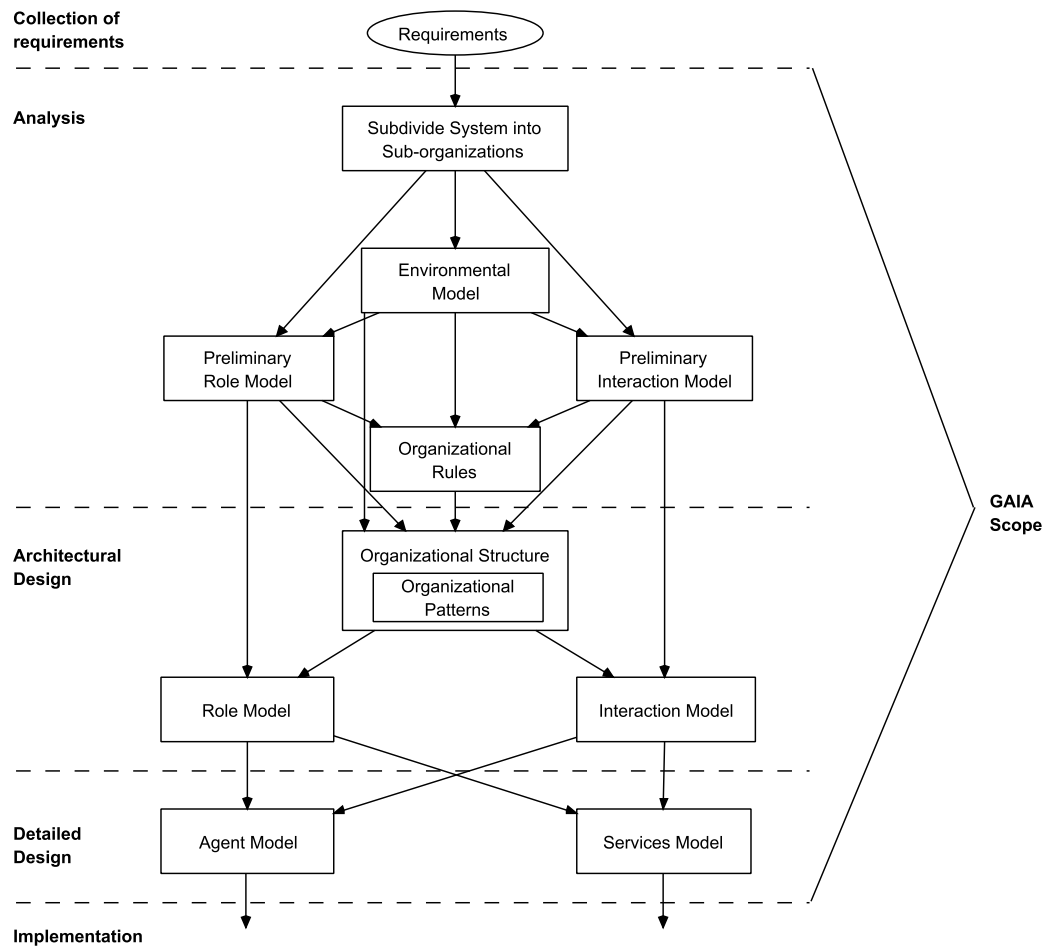 Collection of
requirements
Requirements
Analysis
Subdivide System into
Sub-organizations
Environmental
Model
Preliminary
Role Model
Preliminary
Interaction Model
Organizational
Rules
GAIA
Scope
Architectural
Design
Organizational Structure
Organizational
Patterns
Role Model
Interaction Model
Detailed
Design
Agent Model
Services Model
Implementation